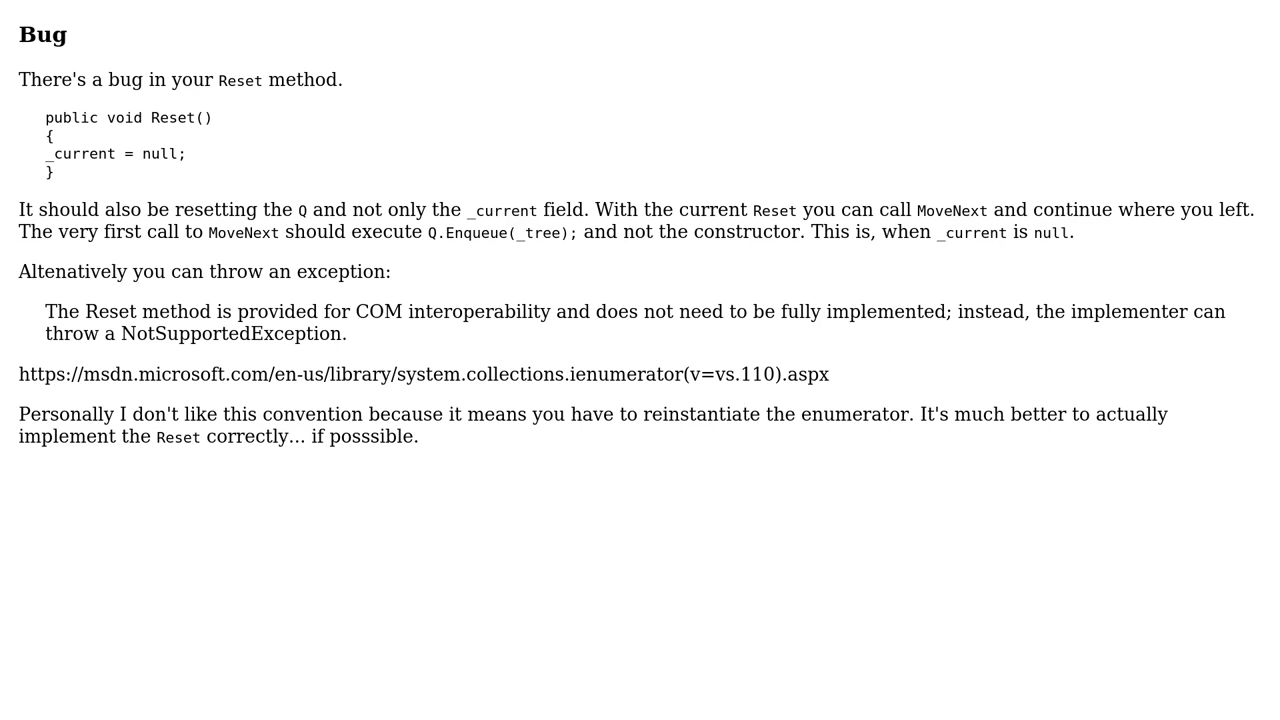 Bug
There's a bug in your Reset method.
public void Reset()
{
_current = null;
}
It should also be resetting the Q and not only the _current field. With the current Reset you can call MoveNext and continue where you left.
The very first call to MoveNext should execute Q.Enqueue(_tree); and not the constructor. This is, when _current is null.
Altenatively you can throw an exception:
The Reset method is provided for COM interoperability and does not need to be fully implemented; instead, the implementer can
throw a NotSupportedException.
https://msdn.microsoft.com/en-us/library/system.collections.ienumerator(v=vs.110).aspx
Personally I don't like this convention because it means you have to reinstantiate the enumerator. It's much better to actually
implement the Reset correctly... if posssible.